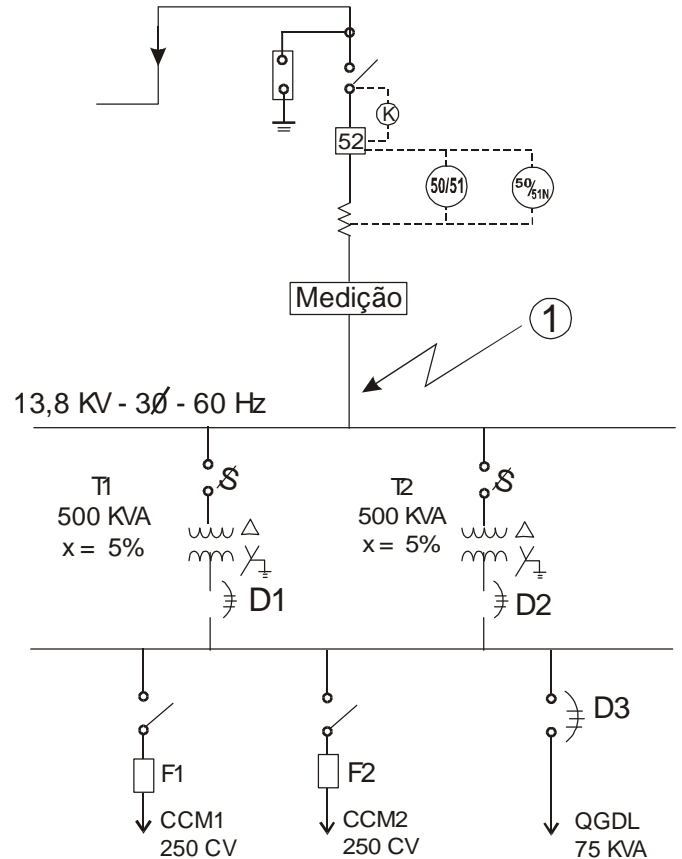 K
52
50/51
50/51N
Medição
1
13,8 KV - 3Ø - 60 Hz
T1
500 KVA
x = 5%
D1
T2
500 KVA
x = 5%
D2
F1
CCM1
250 CV
F2
CCM2
250 CV
D3
QGDL
75 KVA